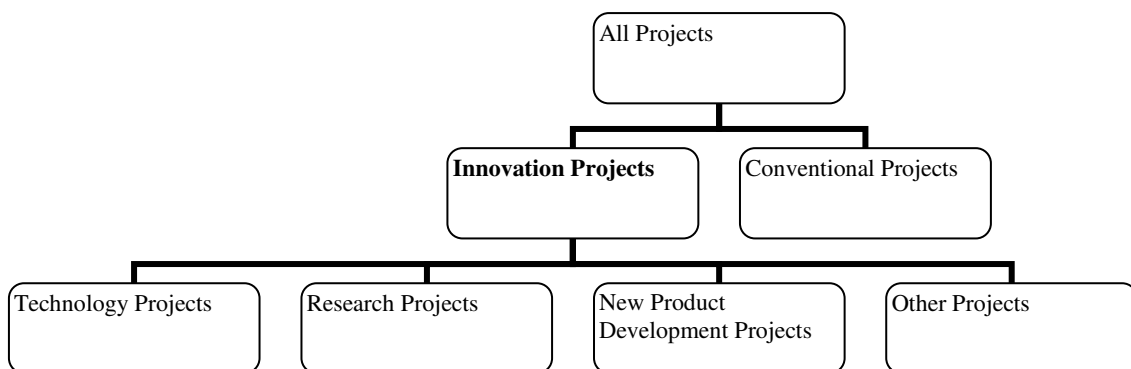 All Projects
Innovation Projects
Conventional Projects
Technology Projects
Research Projects
New Product
Development Projects
Other Projects